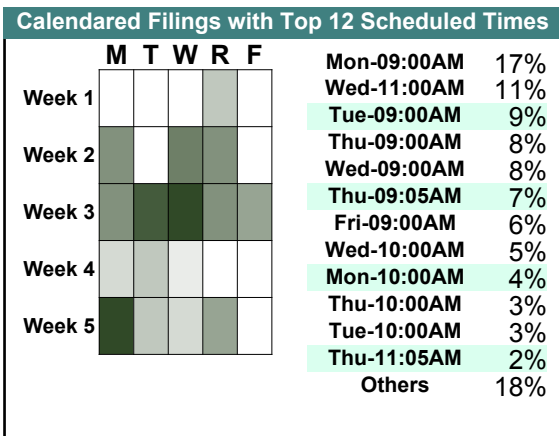 Calendared Filings with Top 12 Scheduled Times
M T W R F
Week 1
Week 2
Week 3
Week 4
Week 5
Mon-09:00AM 17%
Wed-11:00AM 11%
Tue-09:00AM 9%
Thu-09:00AM 8%
Wed-09:00AM 8%
Thu-09:05AM 7%
Fri-09:00AM 6%
Wed-10:00AM 5%
Mon-10:00AM 4%
Thu-10:00AM 3%
Tue-10:00AM 3%
Thu-11:05AM 2%
Others 18%